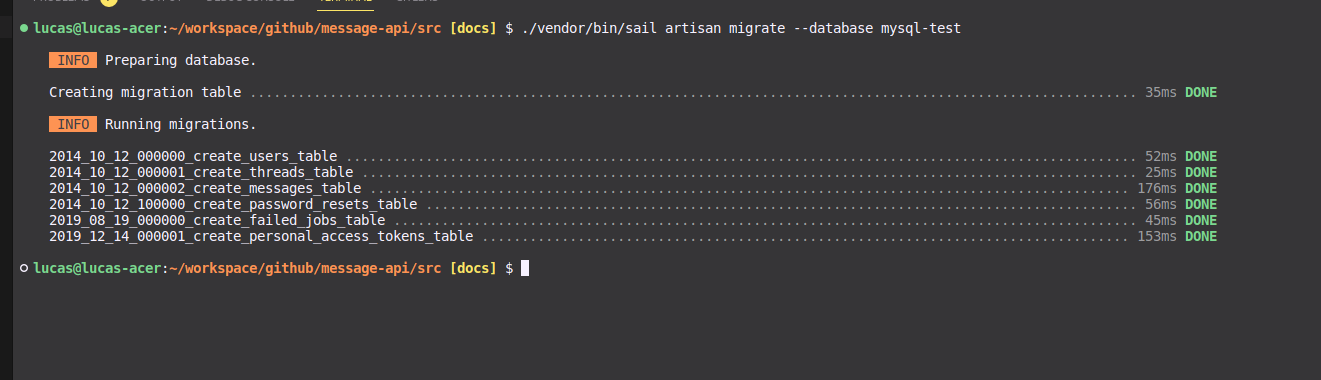 lucas@lucas-acer:~/workspace/github/message-api/src [docs] $ ./vendor/bin/sail artisan migrate --database mysql-test
INFO Preparing database.
Creating migration table ............................................................................................................... 35ms DONE
INFO Running migrations.
2014_10_12_000000_create_users_table ................................................................................................... 52ms DONE
2014_10_12_000001_create_threads_table ................................................................................................. 25ms DONE
2014_10_12_000002_create_messages_table ............................................................................................... 176ms DONE
2014_10_12_100000_create_password_resets_table ......................................................................................... 56ms DONE
2019_08_19_000000_create_failed_jobs_table ............................................................................................. 45ms DONE
2019_12_14_000001_create_personal_access_tokens_table ................................................................................. 153ms DONE
lucas@lucas-acer:~/workspace/github/message-api/src [docs] $